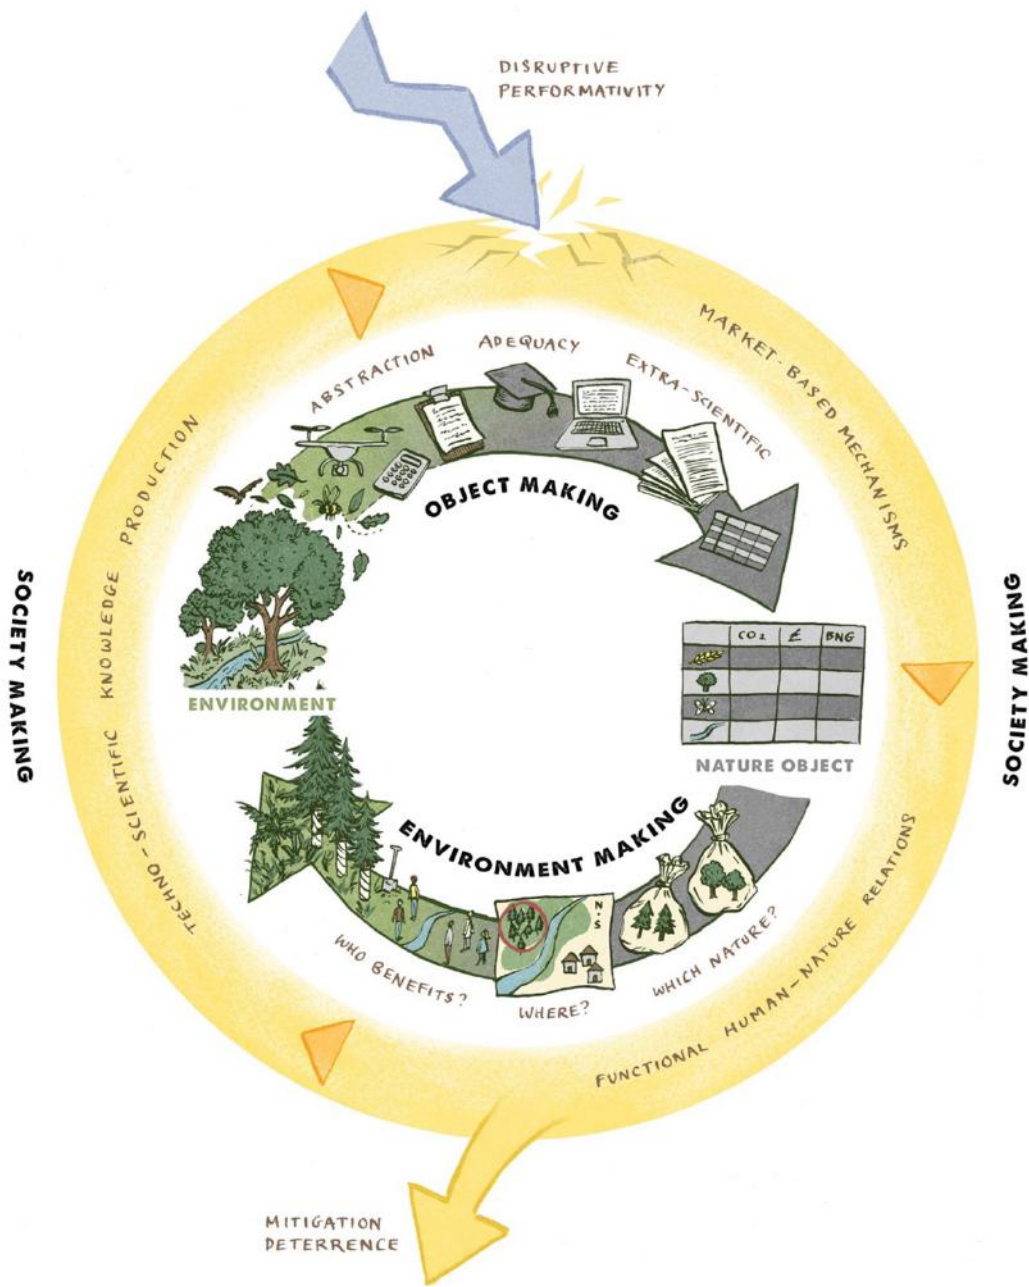 DISRUPTIVE
PERFORMATIVITY
MARKET-BASED MECHANISMS
ABSTRACTION
ADEQUACY
EXTRA-SCIENTIFIC
OBJECT MAKING
TECHNO-SCIENTIFIC KNOWLEDGE PRODUCTION
SOCIETY MAKING
SOCIETY MAKING
ENVIRONMENT
CO2 £ BNG
NATURE OBJECT
ENVIRONMENT MAKING
N
S
WHO BENEFITS?
WHERE?
WHICH NATURE?
FUNCTIONAL HUMAN-NATURE RELATIONS
MITIGATION
DETERRENCE